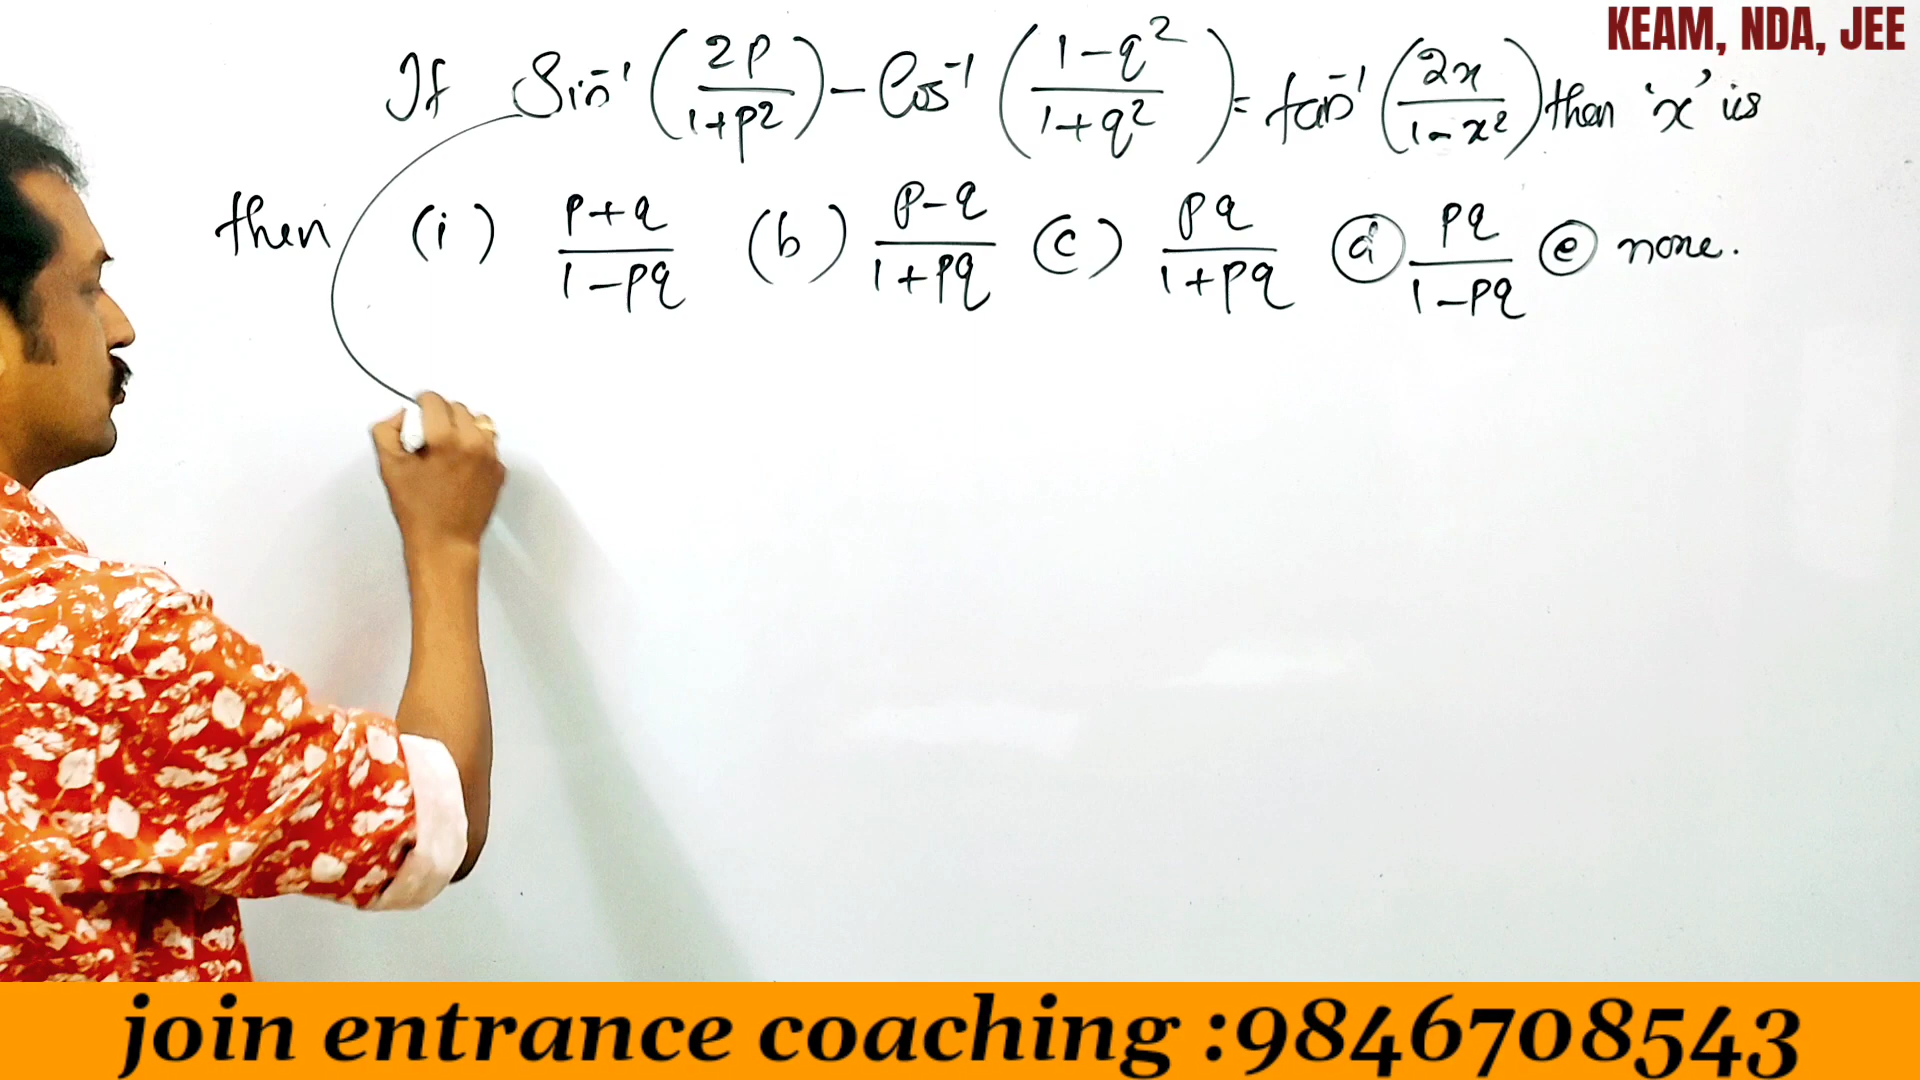 KEAM, NDA, JEE
If Sin⁻¹ (2p/(1+p²)) - Cos⁻¹ ((1-q²)/(1+q²)) = tan⁻¹ (2x/(1-x²)) then 'x' is
then (i) (p+q)/(1-pq) (b) (p-q)/(1+pq) (c) pq/(1+pq) (d) pq/(1-pq) (e) none.
join entrance coaching :9846708543